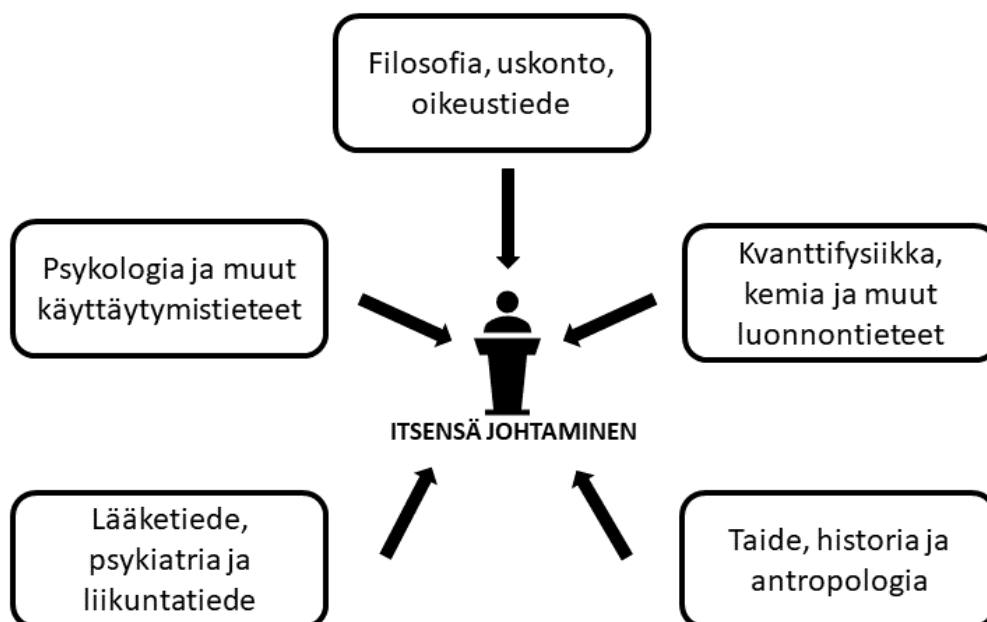 Filosofia, uskonto,
oikeustiede
Psykologia ja muut
käyttäytymistieteet
Kvanttifysiikka,
kemia ja muut
luonnontieteet
ITSENSÄ JOHTAMINEN
Lääketiede,
psykiatria ja
liikuntatiede
Taide, historia ja
antropologia